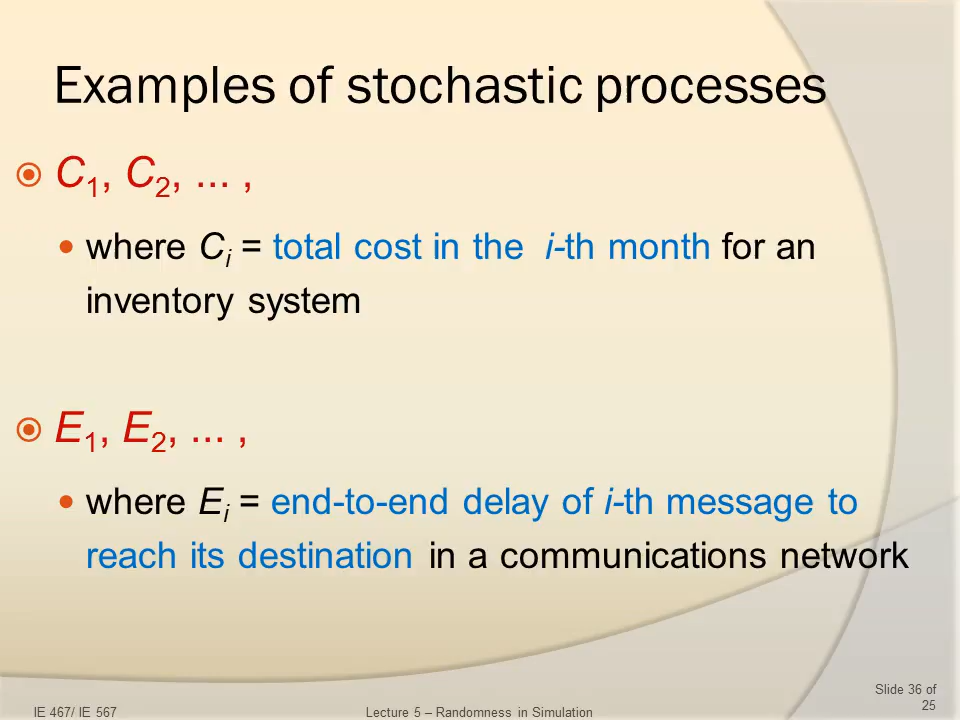 Examples of stochastic processes
C1, C2, ... ,
where Ci = total cost in the i-th month for an
inventory system
E1, E2, ... ,
where Ei = end-to-end delay of i-th message to
reach its destination in a communications network
Slide 36 of
25
IE 467/ IE 567
Lecture 5 – Randomness in Simulation